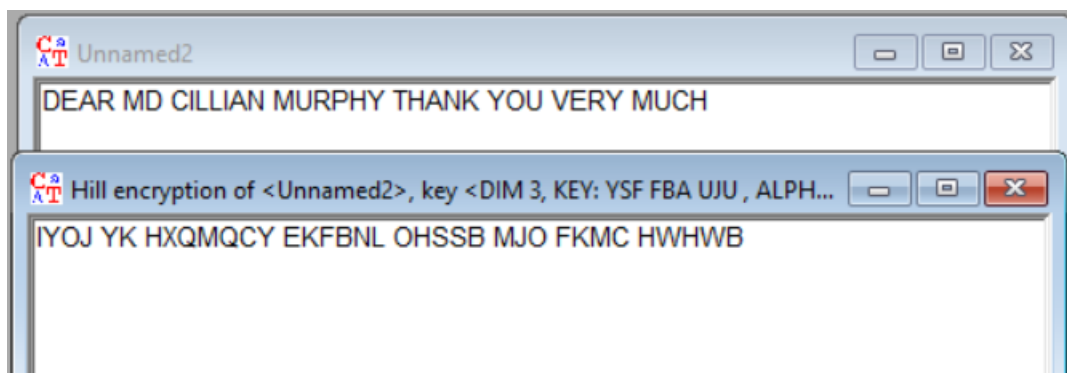 Unnamed2
DEAR MD CILLIAN MURPHY THANK YOU VERY MUCH
Hill encryption of <Unnamed2>, key <DIM 3, KEY: YSF FBA UJU , ALPH...
IYOJ YK HXQMQCY EKFBNL OHSSB MJO FKMC HWHWB